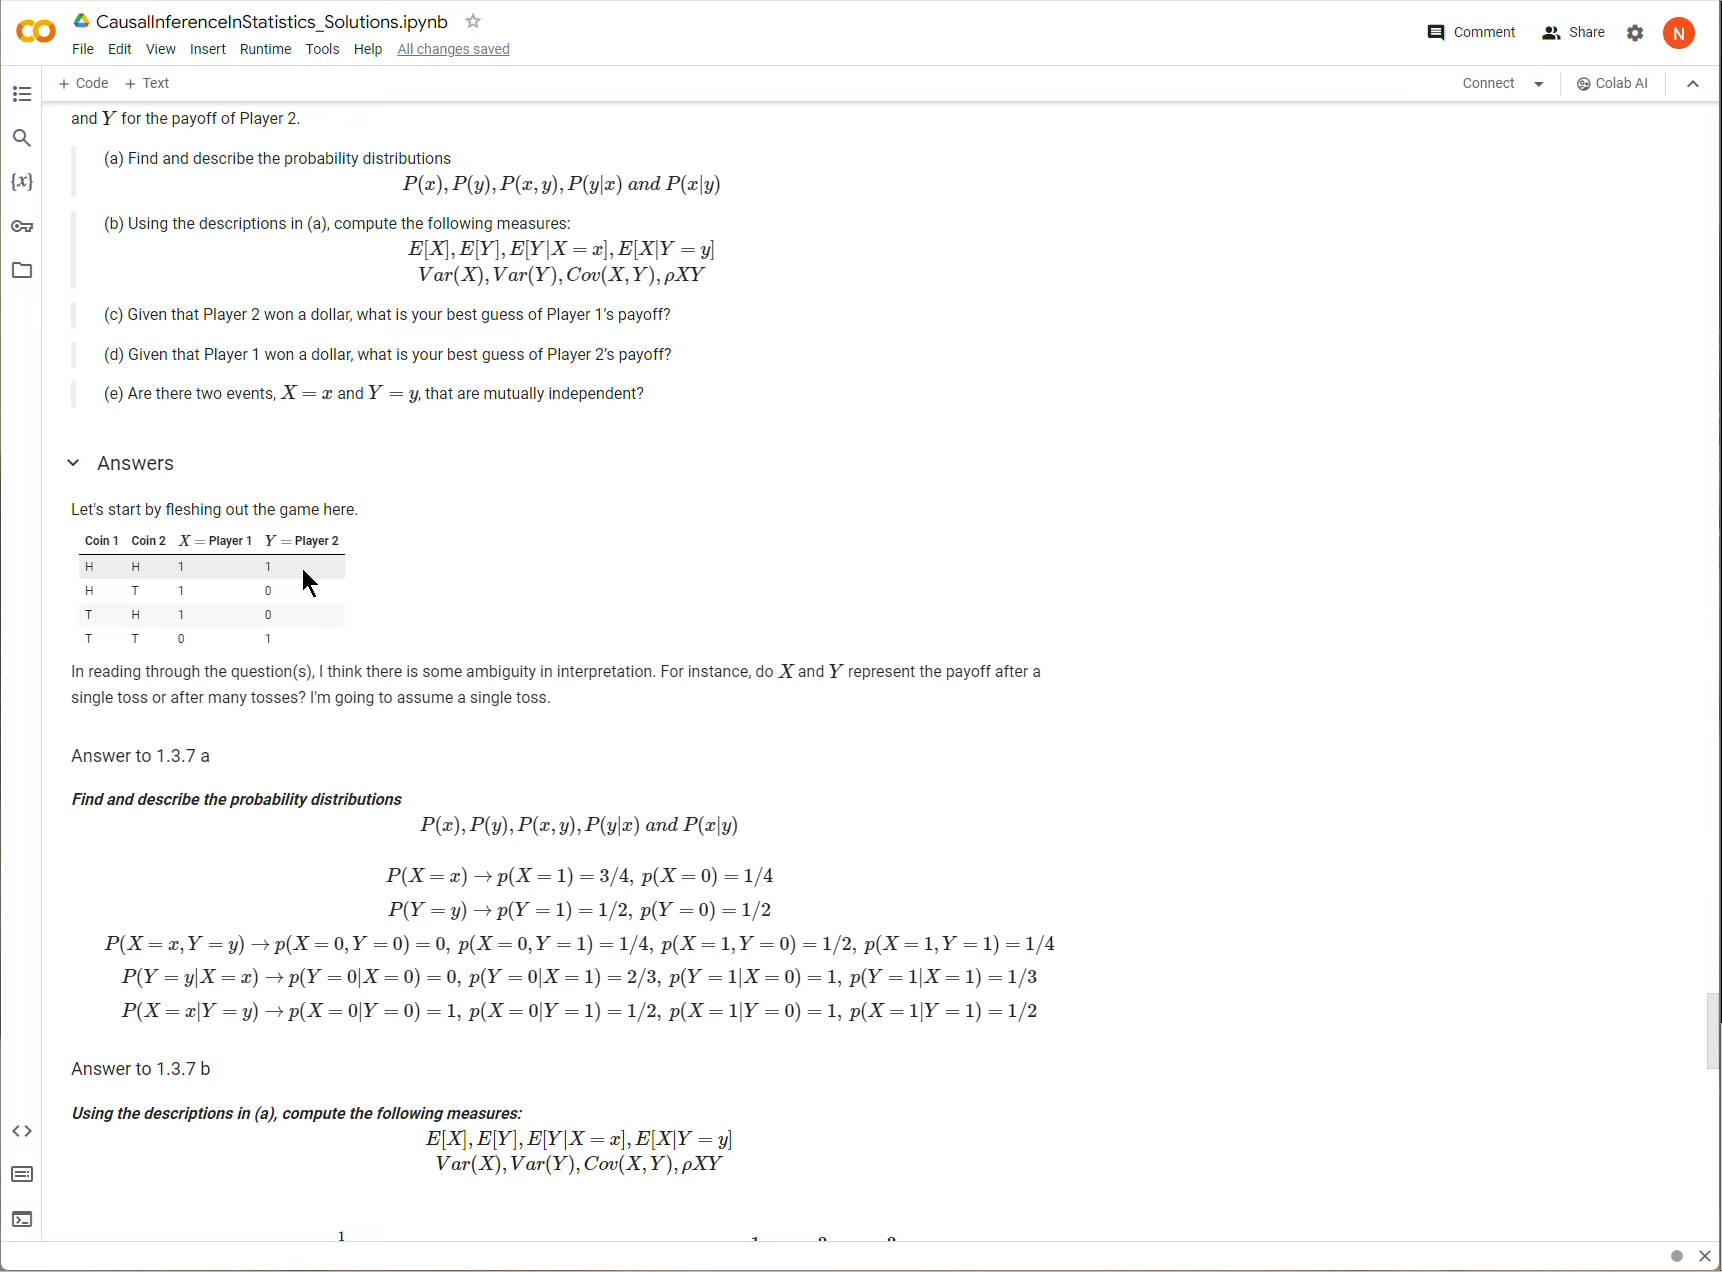 CausalInferenceInStatistics_Solutions.ipynb
File Edit View Insert Runtime Tools Help All changes saved
Comment Share N
+ Code + Text
Connect Colab AI
and Y for the payoff of Player 2.
(a) Find and describe the probability distributions
P(x), P(y), P(x, y), P(y|x) and P(x|y)
(b) Using the descriptions in (a), compute the following measures:
E[X], E[Y], E[Y|X = x], E[X|Y = y]
Var(X), Var(Y), Cov(X, Y), ρXY
(c) Given that Player 2 won a dollar, what is your best guess of Player 1's payoff?
(d) Given that Player 1 won a dollar, what is your best guess of Player 2's payoff?
(e) Are there two events, X = x and Y = y, that are mutually independent?
Answers
Let's start by fleshing out the game here.
Coin 1 Coin 2 X = Player 1 Y = Player 2
H H 1 1
H T 1 0
T H 1 0
T T 0 1
In reading through the question(s), I think there is some ambiguity in interpretation. For instance, do X and Y represent the payoff after a
single toss or after many tosses? I'm going to assume a single toss.
Answer to 1.3.7 a
Find and describe the probability distributions
P(x), P(y), P(x, y), P(y|x) and P(x|y)
P(X = x) → p(X = 1) = 3/4, p(X = 0) = 1/4
P(Y = y) → p(Y = 1) = 1/2, p(Y = 0) = 1/2
P(X = x, Y = y) → p(X = 0, Y = 0) = 0, p(X = 0, Y = 1) = 1/4, p(X = 1, Y = 0) = 1/2, p(X = 1, Y = 1) = 1/4
P(Y = y|X = x) → p(Y = 0|X = 0) = 0, p(Y = 0|X = 1) = 2/3, p(Y = 1|X = 0) = 1, p(Y = 1|X = 1) = 1/3
P(X = x|Y = y) → p(X = 0|Y = 0) = 1, p(X = 0|Y = 1) = 1/2, p(X = 1|Y = 0) = 1, p(X = 1|Y = 1) = 1/2
Answer to 1.3.7 b
Using the descriptions in (a), compute the following measures:
E[X], E[Y], E[Y|X = x], E[X|Y = y]
Var(X), Var(Y), Cov(X, Y), ρXY
1